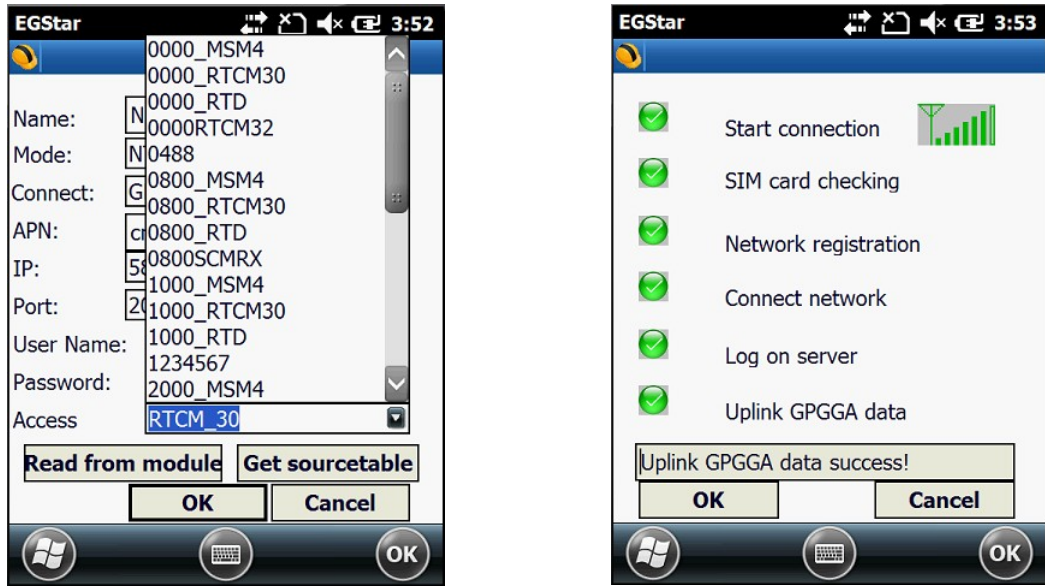 EGStar 3:52
0000_MSM4
0000_RTCM30
0000_RTD
Name: N
0000RTCM32
Mode: N
0488
Connect: G
0800_MSM4
0800_RTCM30
APN: c
0800_RTD
0800SCMRX
IP: 58
1000_MSM4
Port: 20
1000_RTCM30
User Name:
1000_RTD
1234567
Password:
2000_MSM4
Access RTCM_30
Read from module Get sourcetable
OK Cancel
OK
EGStar 3:53
Start connection
SIM card checking
Network registration
Connect network
Log on server
Uplink GPGGA data
Uplink GPGGA data success!
OK Cancel
OK